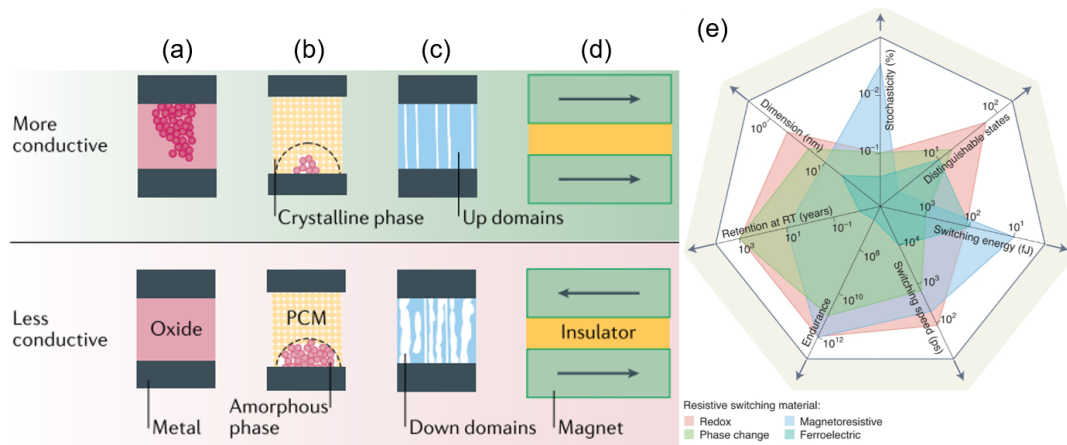 (a)
(b)
(c)
(d)
(e)
More
conductive
Crystalline phase
Up domains
Less
conductive
Oxide
PCM
Insulator
Metal
Amorphous
phase
Down domains
Magnet
Stochasticity (%)
10⁻²
10⁻¹
Distinguishable states
10²
10¹
Switching energy (fJ)
10³
10²
10¹
Switching speed (ps)
10⁴
10³
10²
Endurance
10⁸
10¹⁰
10¹²
Retention at RT (years)
10⁻¹
10¹
10³
Dimension (nm)
10¹
10⁰
Resistive switching material:
Redox
Magnetoresistive
Phase change
Ferroelectric